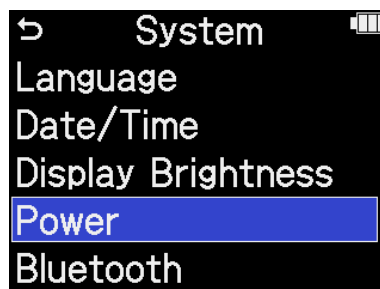 System
Language
Date/Time
Display Brightness
Power
Bluetooth